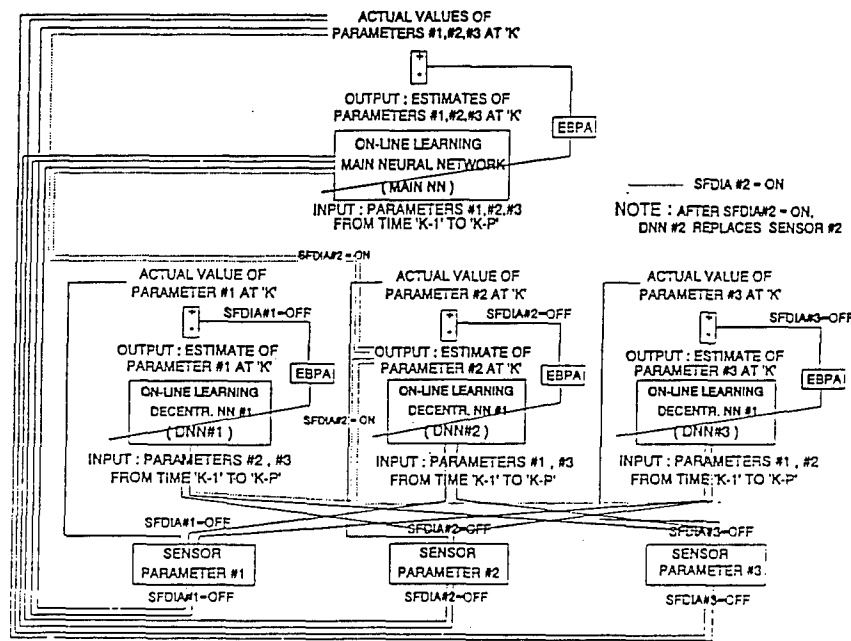 ACTUAL VALUES OF
PARAMETERS #1,#2,#3 AT 'K'
+
-
OUTPUT : ESTIMATES OF
PARAMETERS #1,#2,#3 AT 'K'
EBPA
ON-LINE LEARNING
MAIN NEURAL NETWORK
( MAIN NN )
INPUT : PARAMETERS #1,#2,#3
FROM TIME 'K-1' TO 'K-P'
SFDIA #2 = ON
NOTE : AFTER SFDIA#2 = ON,
DNN #2 REPLACES SENSOR #2
SFDIA#2 = ON
ACTUAL VALUE OF
PARAMETER #1 AT 'K'
SFDIA#1=OFF
+
-
OUTPUT : ESTIMATE OF
PARAMETER #1 AT 'K'
EBPA
ON-LINE LEARNING
DECENTR. NN #1
( DNN#1 )
INPUT : PARAMETERS #2 , #3
FROM TIME 'K-1' TO 'K-P'
ACTUAL VALUE OF
PARAMETER #2 AT 'K'
SFDIA#2=OFF
+
-
OUTPUT : ESTIMATE OF
PARAMETER #2 AT 'K'
EBPA
SFDIA#2 = ON
ON-LINE LEARNING
DECENTR. NN #1
( DNN#2 )
INPUT : PARAMETERS #1 , #3
FROM TIME 'K-1' TO 'K-P'
ACTUAL VALUE OF
PARAMETER #3 AT 'K'
SFDIA#3=OFF
+
-
OUTPUT : ESTIMATE OF
PARAMETER #3 AT 'K'
EBPA
ON-LINE LEARNING
DECENTR. NN #1
( DNN#3 )
INPUT : PARAMETERS #1 , #2
FROM TIME 'K-1' TO 'K-P'
SFDIA#1=OFF
SFDIA#2=OFF
SFDIA#3=OFF
SENSOR
PARAMETER #1
SENSOR
PARAMETER #2
SENSOR
PARAMETER #3
SFDIA#1=OFF
SFDIA#2=OFF
SFDIA#3=OFF